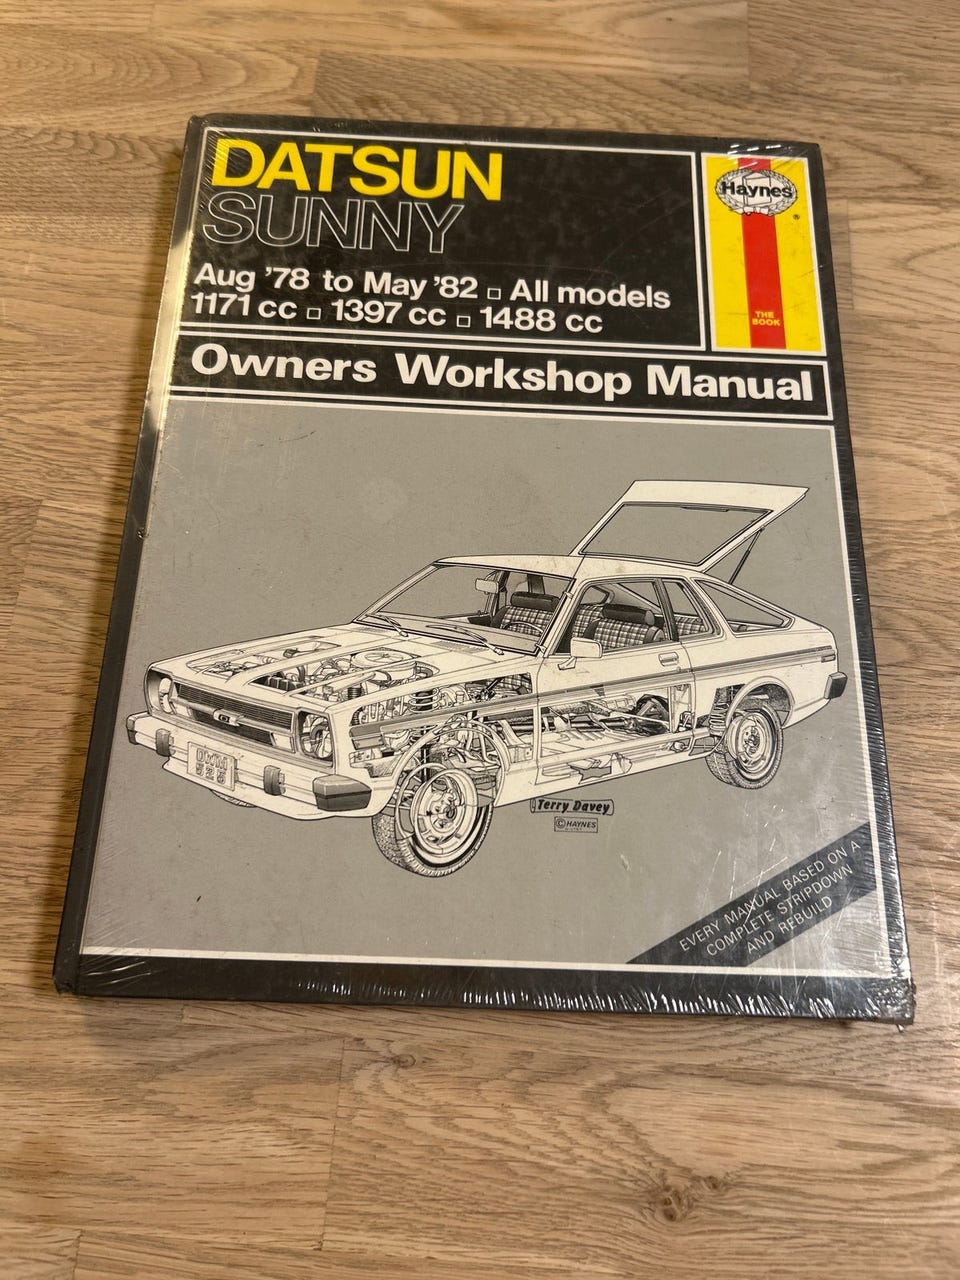 DATSUN
SUNNY
Aug '78 to May '82 □ All models
1171 cc □ 1397 cc □ 1488 cc
Haynes
®
THE
BOOK
Owners Workshop Manual
Terry Davey
© HAYNES
EVERY MANUAL BASED ON A
COMPLETE STRIPDOWN
AND REBUILD